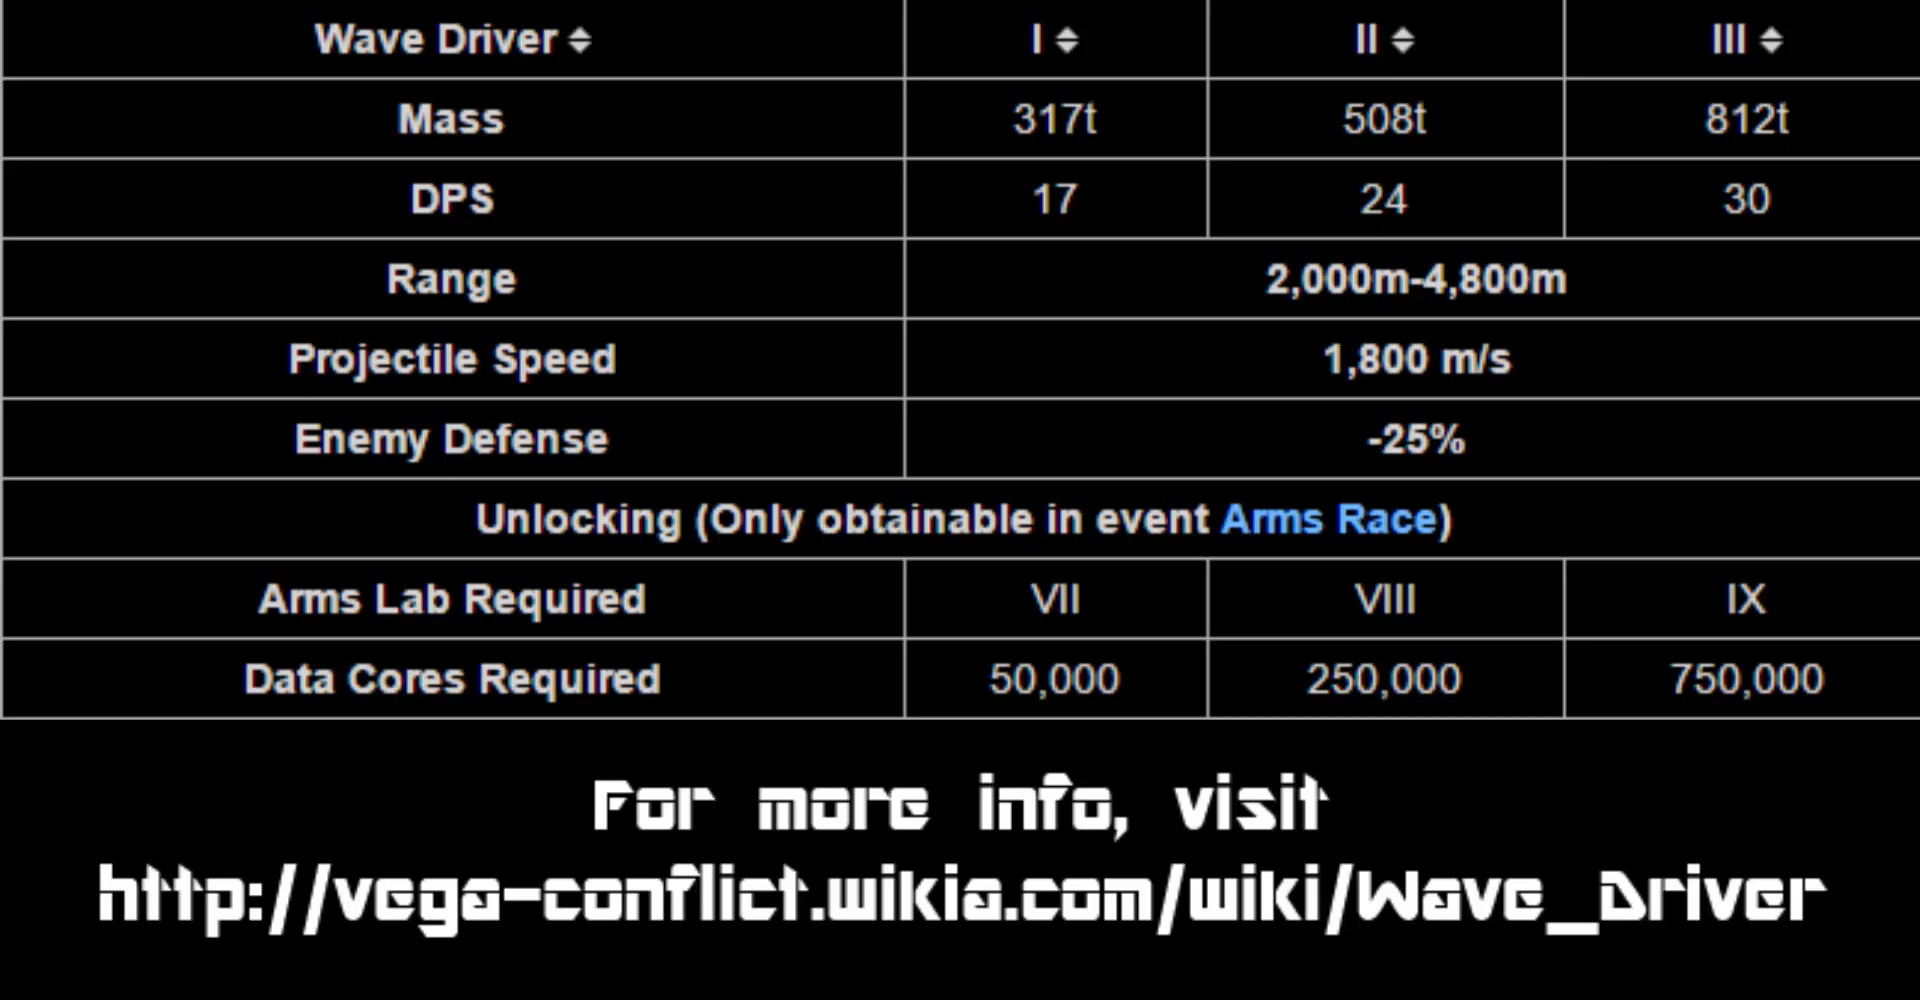 Wave Driver I II III
Mass 317t 508t 812t
DPS 17 24 30
Range 2,000m-4,800m
Projectile Speed 1,800 m/s
Enemy Defense -25%
Unlocking (Only obtainable in event Arms Race)
Arms Lab Required VII VIII IX
Data Cores Required 50,000 250,000 750,000
For more info, visit
http://vega-conflict.wikia.com/wiki/Wave_Driver